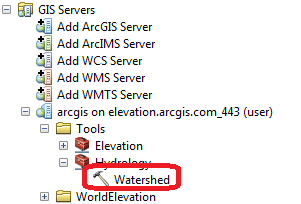 GIS Servers
Add ArcGIS Server
Add ArcIMS Server
Add WCS Server
Add WMS Server
Add WMTS Server
arcgis on elevation.arcgis.com_443 (user)
Tools
Elevation
Hydrology
Watershed
WorldElevation